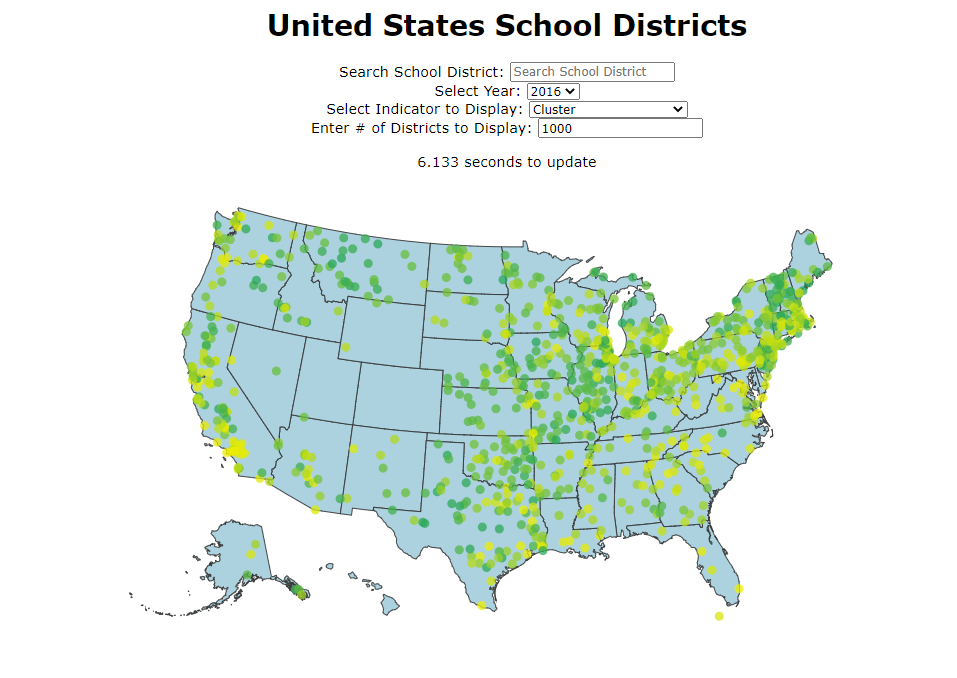 United States School Districts
Search School District: Search School District
Select Year: 2016
Select Indicator to Display: Cluster
Enter # of Districts to Display: 1000
6.133 seconds to update